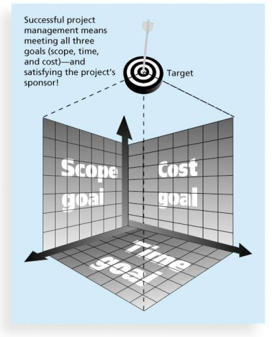 Successful project
management means
meeting all three
goals (scope, time,
and cost)—and
satisfying the project's
sponsor!
Target
Scope
goal
Cost
goal
Time
goal